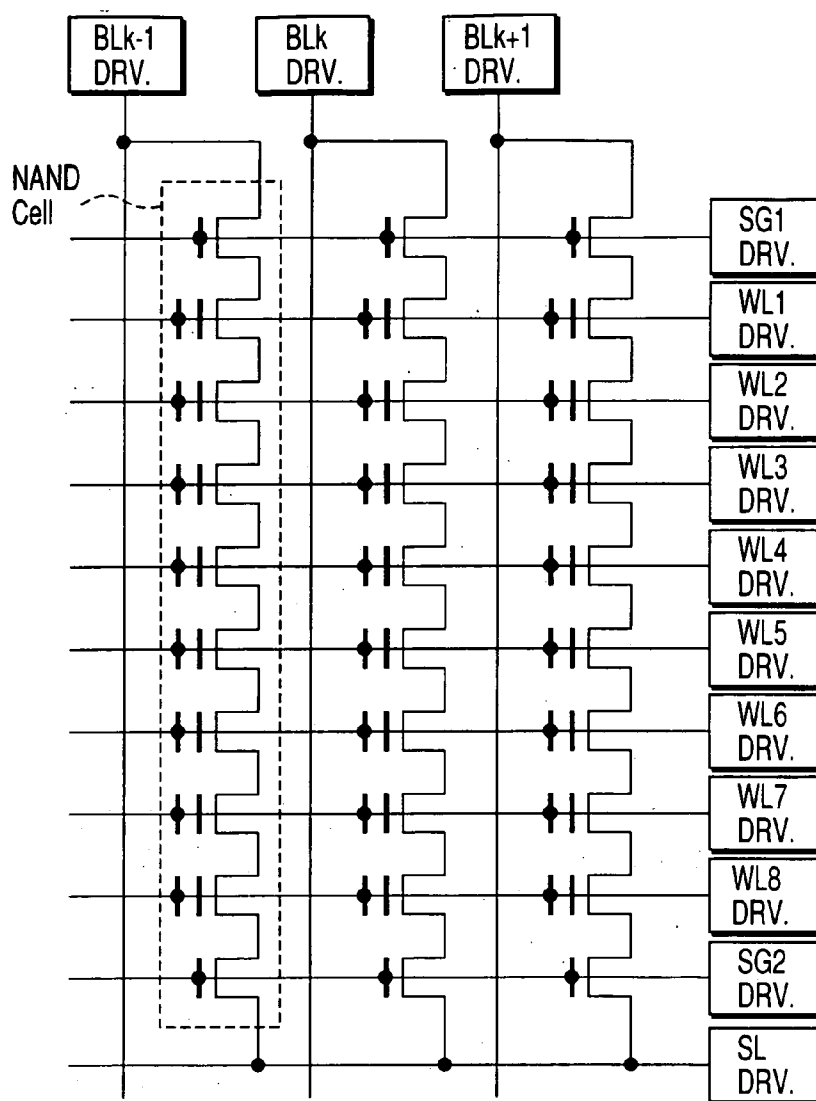 BLk-1
DRV.
BLk
DRV.
BLk+1
DRV.
NAND
Cell
SG1
DRV.
WL1
DRV.
WL2
DRV.
WL3
DRV.
WL4
DRV.
WL5
DRV.
WL6
DRV.
WL7
DRV.
WL8
DRV.
SG2
DRV.
SL
DRV.